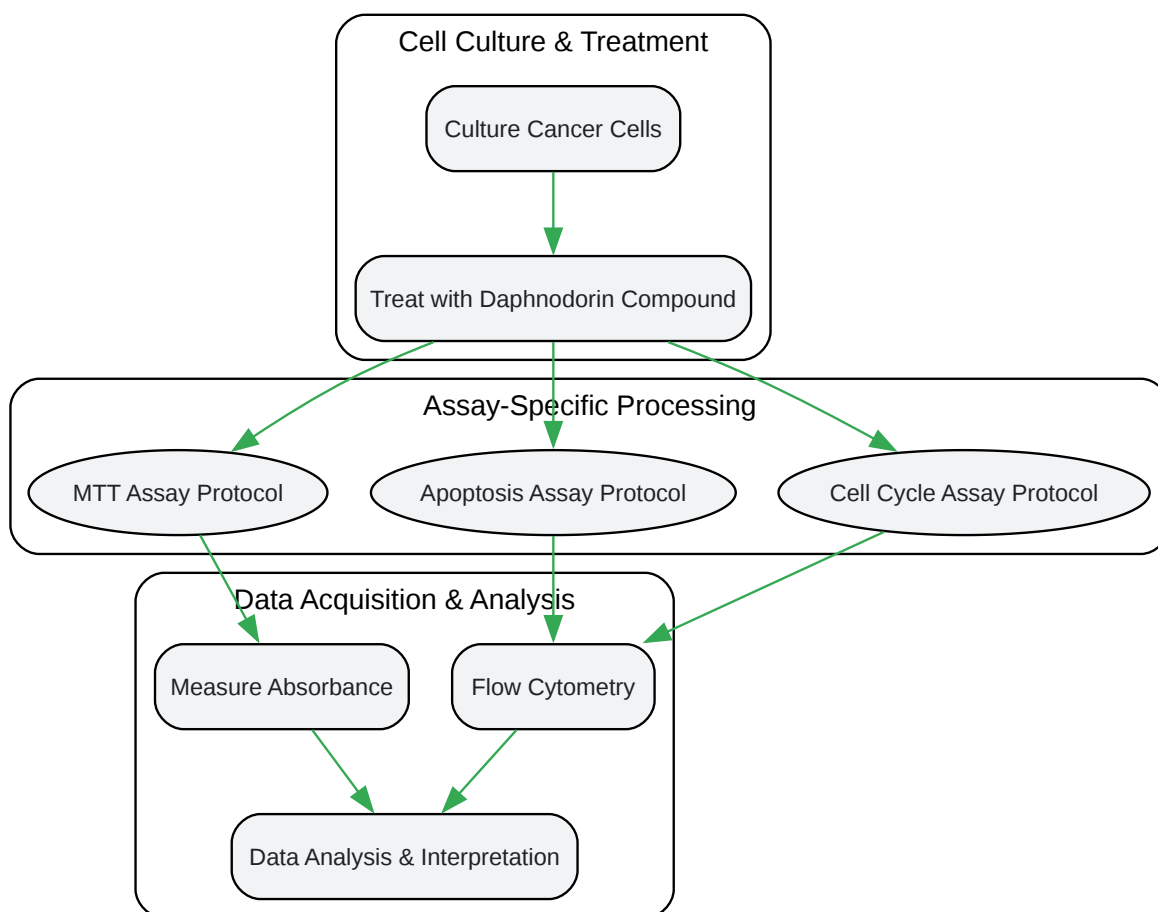 Cell Culture & Treatment
Culture Cancer Cells
Treat with Daphnodorin Compound
Assay-Specific Processing
MTT Assay Protocol
Apoptosis Assay Protocol
Cell Cycle Assay Protocol
Data Acquisition & Analysis
Measure Absorbance
Flow Cytometry
Data Analysis & Interpretation